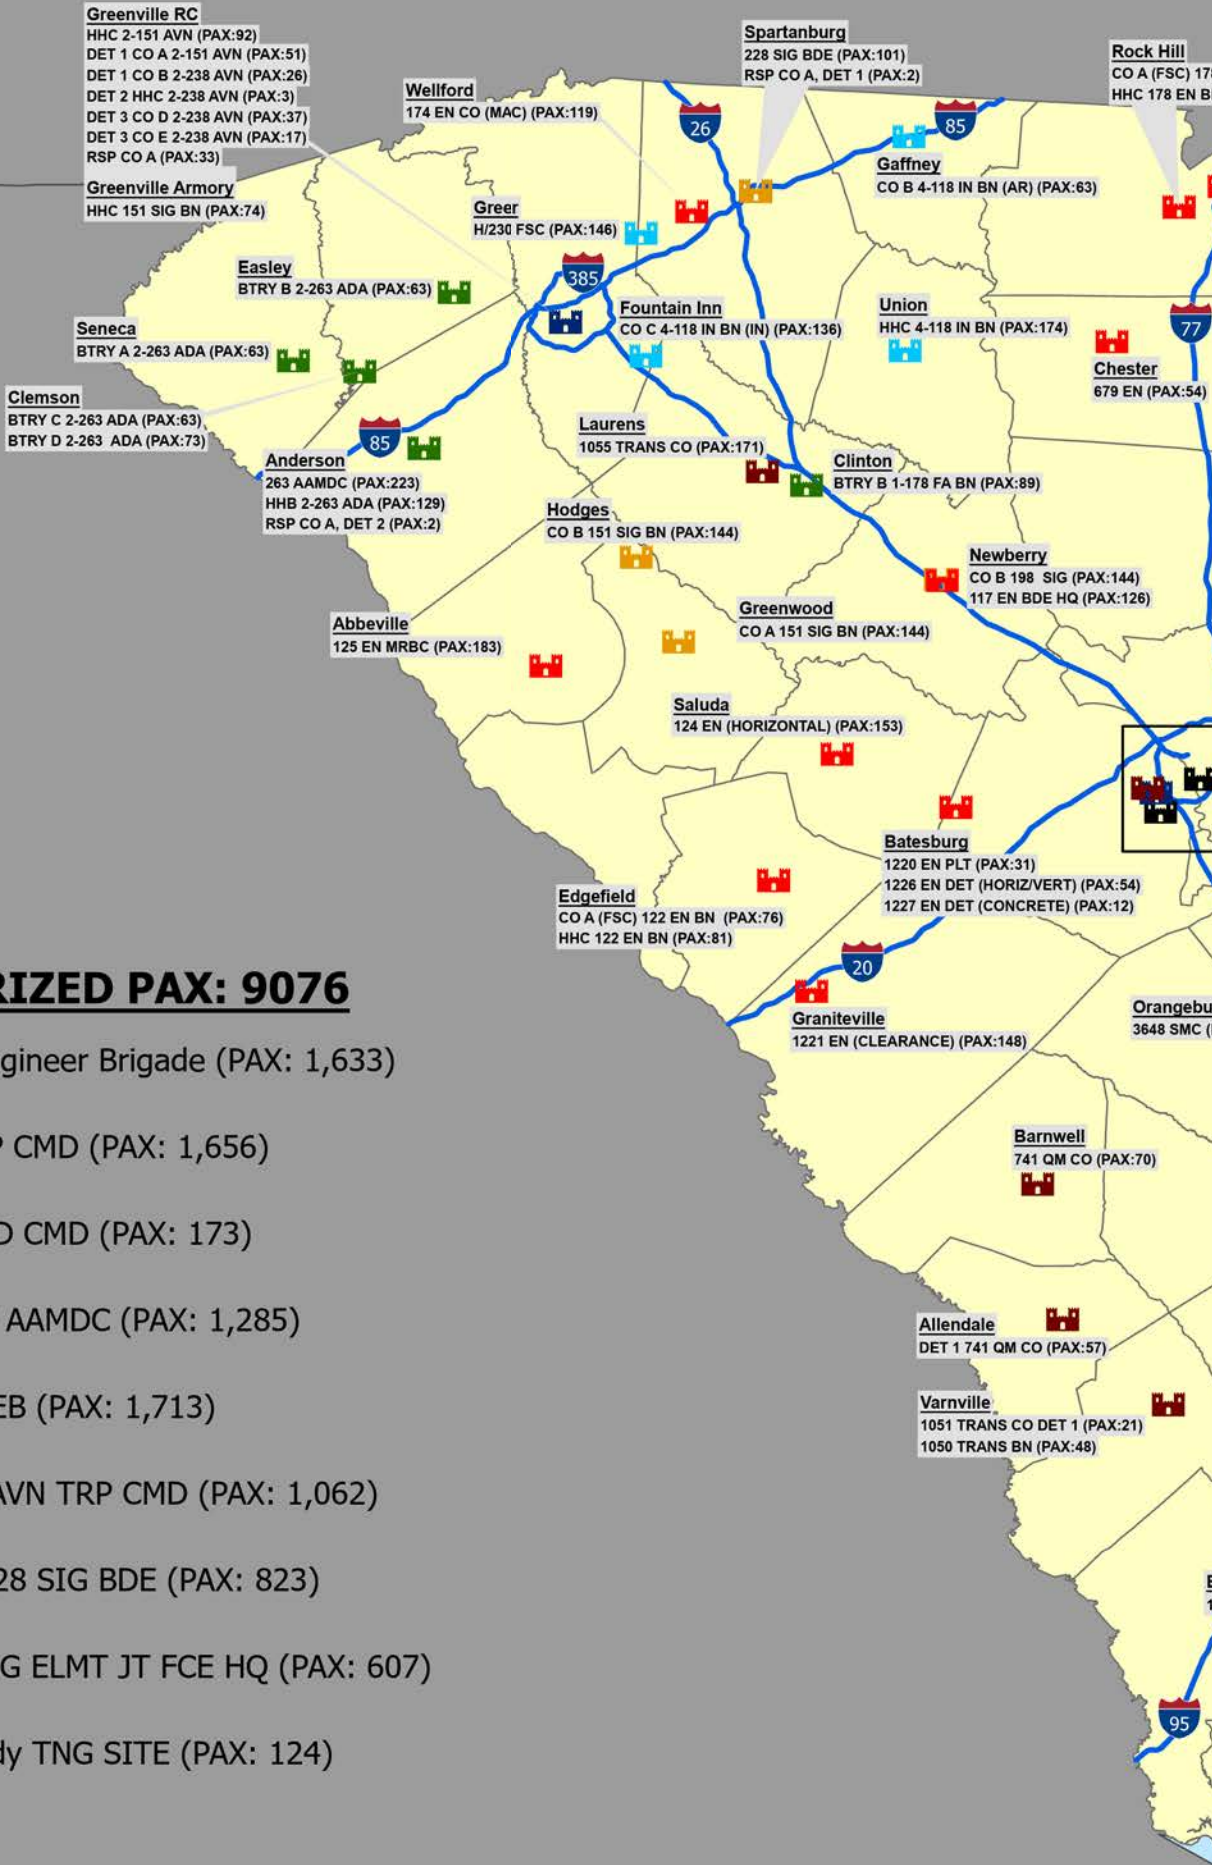 Greenville RC
HHC 2-151 AVN (PAX:92)
DET 1 CO A 2-151 AVN (PAX:51)
DET 1 CO B 2-238 AVN (PAX:26)
DET 2 HHC 2-238 AVN (PAX:3)
DET 3 CO D 2-238 AVN (PAX:37)
DET 3 CO E 2-238 AVN (PAX:17)
RSP CO A (PAX:33)
Greenville Armory
HHC 151 SIG BN (PAX:74)
Wellford
174 EN CO (MAC) (PAX:119)
Spartanburg
228 SIG BDE (PAX:101)
RSP CO A, DET 1 (PAX:2)
Rock Hill
CO A (FSC) 178
HHC 178 EN B
26
85
Gaffney
CO B 4-118 IN BN (AR) (PAX:63)
Greer
H/230 FSC (PAX:146)
Easley
BTRY B 2-263 ADA (PAX:63)
385
Seneca
BTRY A 2-263 ADA (PAX:63)
Fountain Inn
CO C 4-118 IN BN (IN) (PAX:136)
Union
HHC 4-118 IN BN (PAX:174)
77
Chester
679 EN (PAX:54)
Clemson
BTRY C 2-263 ADA (PAX:63)
BTRY D 2-263 ADA (PAX:73)
85
Anderson
263 AAMDC (PAX:223)
HHB 2-263 ADA (PAX:129)
RSP CO A, DET 2 (PAX:2)
Laurens
1055 TRANS CO (PAX:171)
Clinton
BTRY B 1-178 FA BN (PAX:89)
Hodges
CO B 151 SIG BN (PAX:144)
Newberry
CO B 198 SIG (PAX:144)
117 EN BDE HQ (PAX:126)
Greenwood
CO A 151 SIG BN (PAX:144)
Abbeville
125 EN MRBC (PAX:183)
Saluda
124 EN (HORIZONTAL) (PAX:153)
Batesburg
1220 EN PLT (PAX:31)
1226 EN DET (HORIZ/VERT) (PAX:54)
1227 EN DET (CONCRETE) (PAX:12)
Edgefield
CO A (FSC) 122 EN BN (PAX:76)
HHC 122 EN BN (PAX:81)
20
Graniteville
1221 EN (CLEARANCE) (PAX:148)
Orangebu
3648 SMC (
Barnwell
741 QM CO (PAX:70)
Allendale
DET 1 741 QM CO (PAX:57)
Varnville
1051 TRANS CO DET 1 (PAX:21)
1050 TRANS BN (PAX:48)
95
RIZED PAX: 9076
gineer Brigade (PAX: 1,633)
P CMD (PAX: 1,656)
D CMD (PAX: 173)
AAMDC (PAX: 1,285)
EB (PAX: 1,713)
AVN TRP CMD (PAX: 1,062)
28 SIG BDE (PAX: 823)
G ELMT JT FCE HQ (PAX: 607)
dy TNG SITE (PAX: 124)